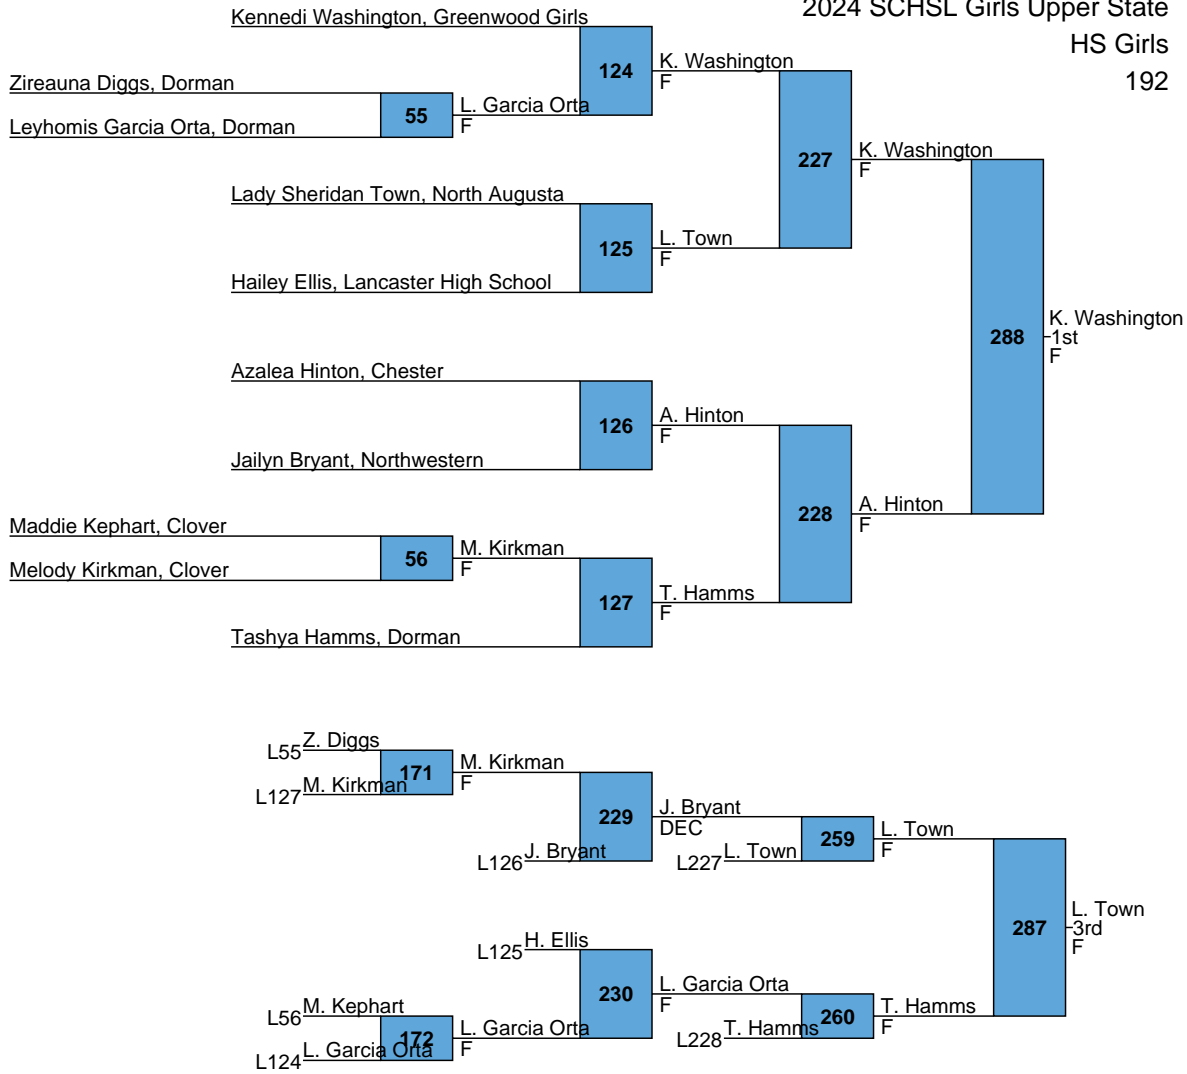 2024 SCHSL Girls Upper State
HS Girls
192
Kennedi Washington, Greenwood Girls
124
K. Washington
F
Zireauna Diggs, Dorman
55
L. Garcia Orta
F
Leyhomis Garcia Orta, Dorman
227
K. Washington
F
Lady Sheridan Town, North Augusta
125
L. Town
F
Hailey Ellis, Lancaster High School
288
K. Washington
1st
F
Azalea Hinton, Chester
126
A. Hinton
F
Jailyn Bryant, Northwestern
228
A. Hinton
F
Maddie Kephart, Clover
56
M. Kirkman
F
Melody Kirkman, Clover
127
T. Hamms
F
Tashya Hamms, Dorman
L55 Z. Diggs
171
M. Kirkman
F
L127 M. Kirkman
229
J. Bryant
DEC
L126 J. Bryant
L227 L. Town
259
L. Town
F
287
L. Town
3rd
F
L125 H. Ellis
230
L. Garcia Orta
F
L56 M. Kephart
172
L. Garcia Orta
F
L124 L. Garcia Orta
L228 T. Hamms
260
T. Hamms
F